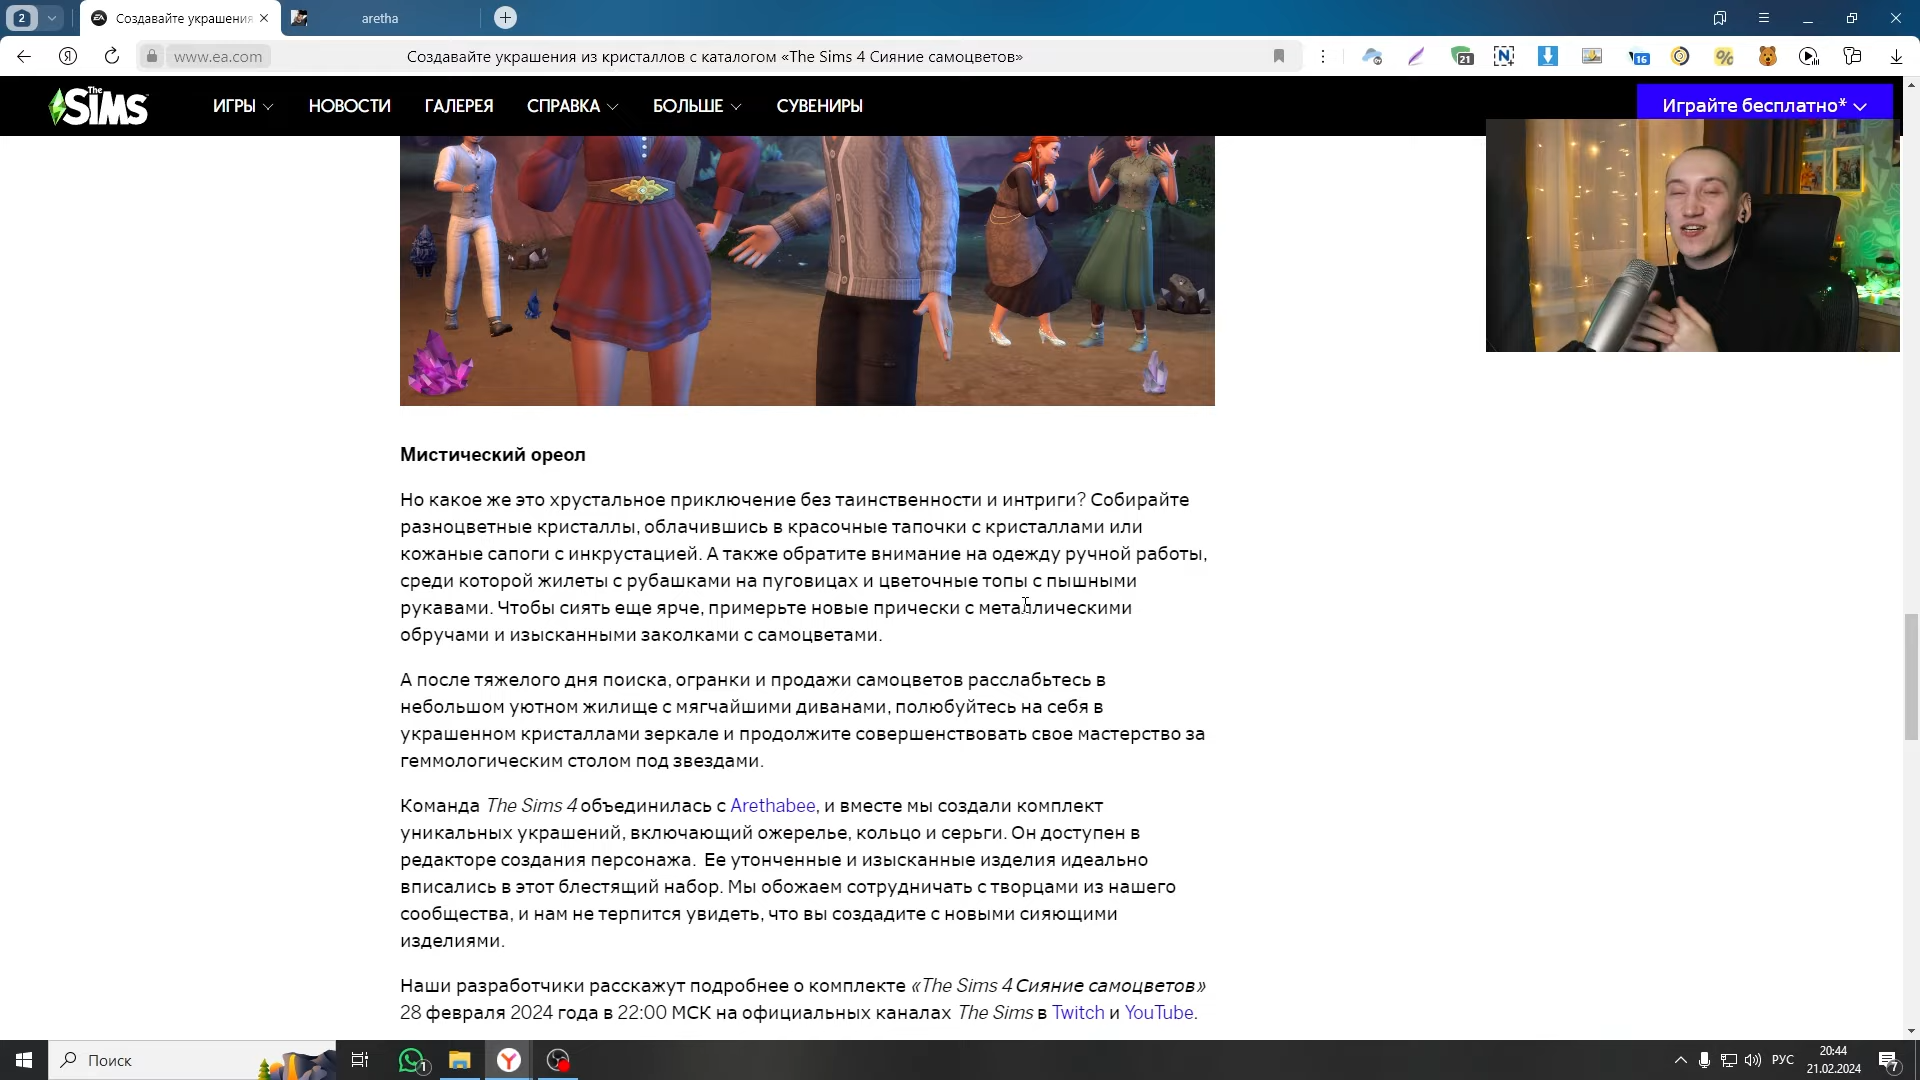 2
Создавайте украшения
aretha
www.ea.com
Создавайте украшения из кристаллов с каталогом «The Sims 4 Сияние самоцветов»
21
16
The SIMS
ИГРЫ
НОВОСТИ
ГАЛЕРЕЯ
СПРАВКА
БОЛЬШЕ
СУВЕНИРЫ
Играйте бесплатно*
Мистический ореол
Но какое же это хрустальное приключение без таинственности и интриги? Собирайте
разноцветные кристаллы, облачившись в красочные тапочки с кристаллами или
кожаные сапоги с инкрустацией. А также обратите внимание на одежду ручной работы,
среди которой жилеты с рубашками на пуговицах и цветочные топы с пышными
рукавами. Чтобы сиять еще ярче, примерьте новые прически с металлическими
обручами и изысканными заколками с самоцветами.
А после тяжелого дня поиска, огранки и продажи самоцветов расслабьтесь в
небольшом уютном жилище с мягчайшими диванами, полюбуйтесь на себя в
украшенном кристаллами зеркале и продолжите совершенствовать свое мастерство за
геммологическим столом под звездами.
Команда The Sims 4 объединилась с Arethabee, и вместе мы создали комплект
уникальных украшений, включающий ожерелье, кольцо и серьги. Он доступен в
редакторе создания персонажа. Ее утонченные и изысканные изделия идеально
вписались в этот блестящий набор. Мы обожаем сотрудничать с творцами из нашего
сообщества, и нам не терпится увидеть, что вы создадите с новыми сияющими
изделиями.
Наши разработчики расскажут подробнее о комплекте «The Sims 4 Сияние самоцветов»
28 февраля 2024 года в 22:00 МСК на официальных каналах The Sims в Twitch и YouTube.
Поиск
1
РУС
20:44
21.02.2024
7